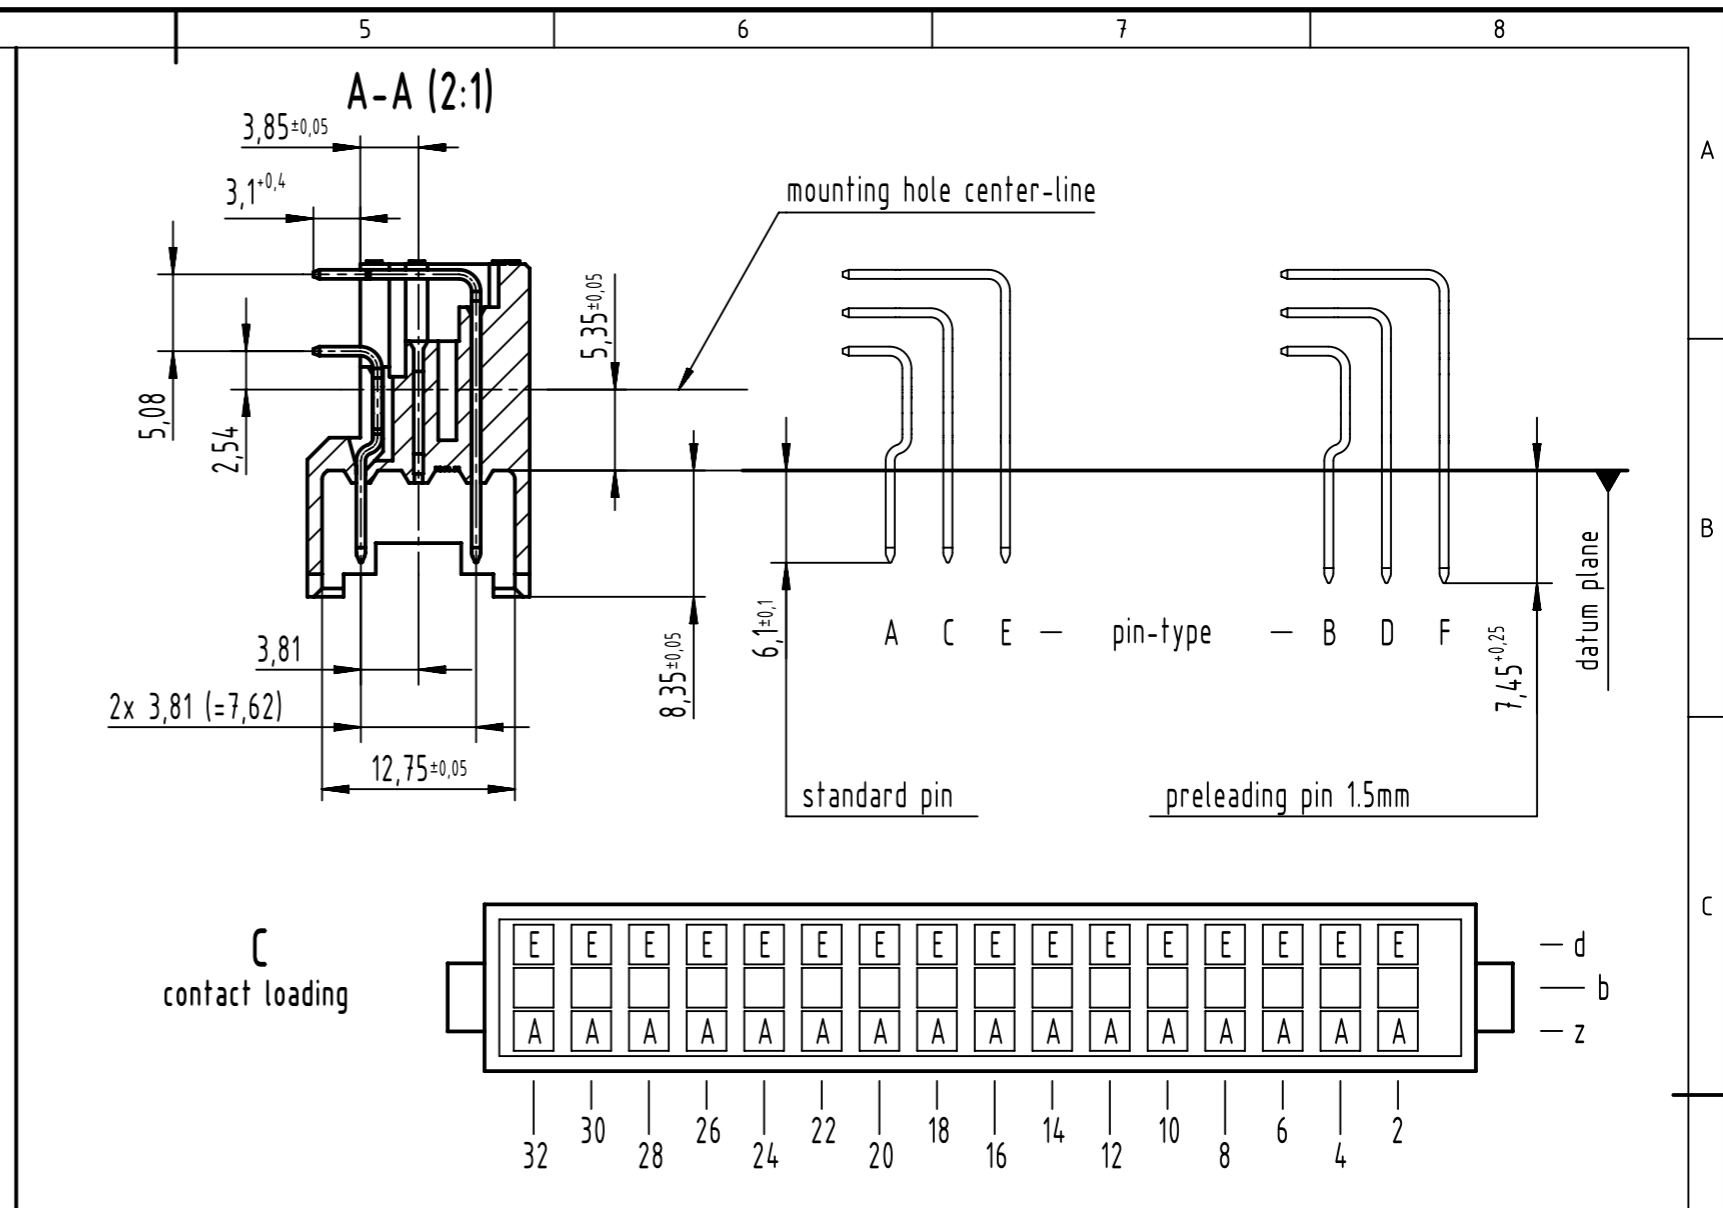 5 6 7 8
A-A (2:1)
3,85±0,05
A
3,1+0,4
mounting hole center-line
5,35±0,05
5,08
2,54
B
datum plane
6,1±0,1
A C E — pin-type — B D F
3,81
8,35±0,05
7,45+0,25
2x 3,81 (=7,62)
12,75±0,05
standard pin
preleading pin 1.5mm
C
C
contact loading
E E E E E E E E E E E E E E E E — d
— b
A A A A A A A A A A A A A A A A — z
30 26 22 18 14 10 6 2
32 28 24 20 16 12 8 4